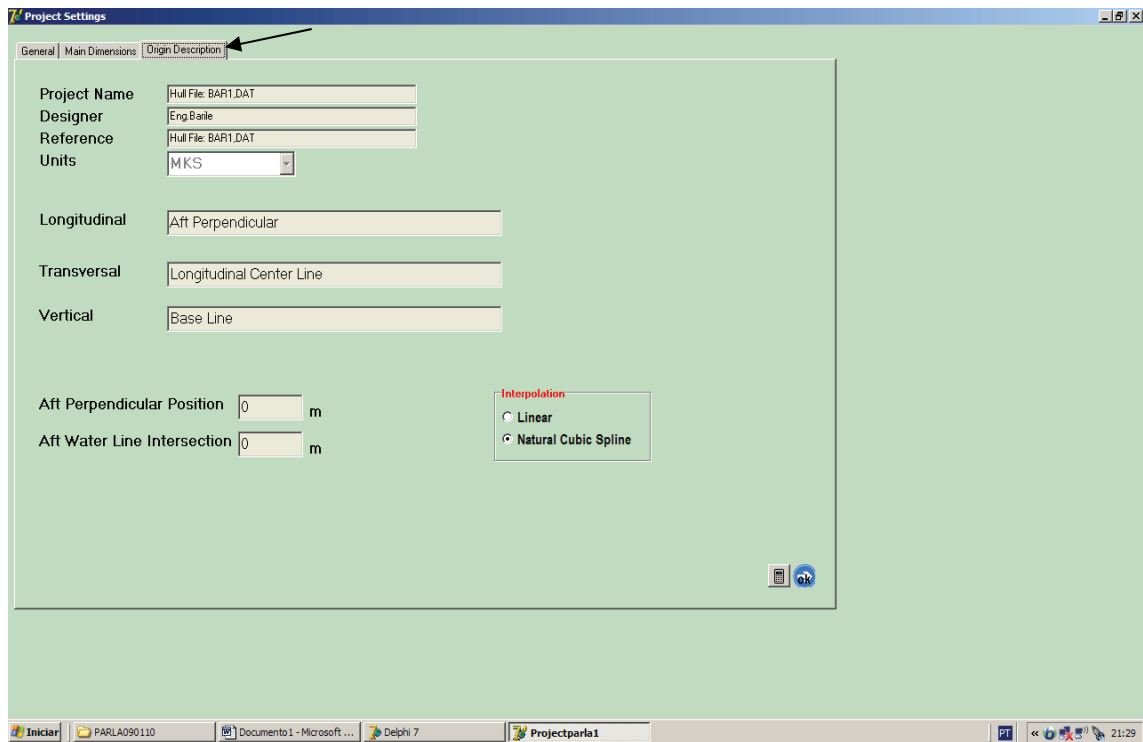 Project Settings
General Main Dimensions Origin Description
Project Name Hull File: BAR1,DAT
Designer Eng.Barile
Reference Hull File: BAR1,DAT
Units MKS
Longitudinal Aft Perpendicular
Transversal Longitudinal Center Line
Vertical Base Line
Aft Perpendicular Position 0 m
Aft Water Line Intersection 0 m
Interpolation
Linear
Natural Cubic Spline
ok
Iniciar PARLA090110 Documento1 - Microsoft ... Delphi 7 Projectparla1 PT « 21:29